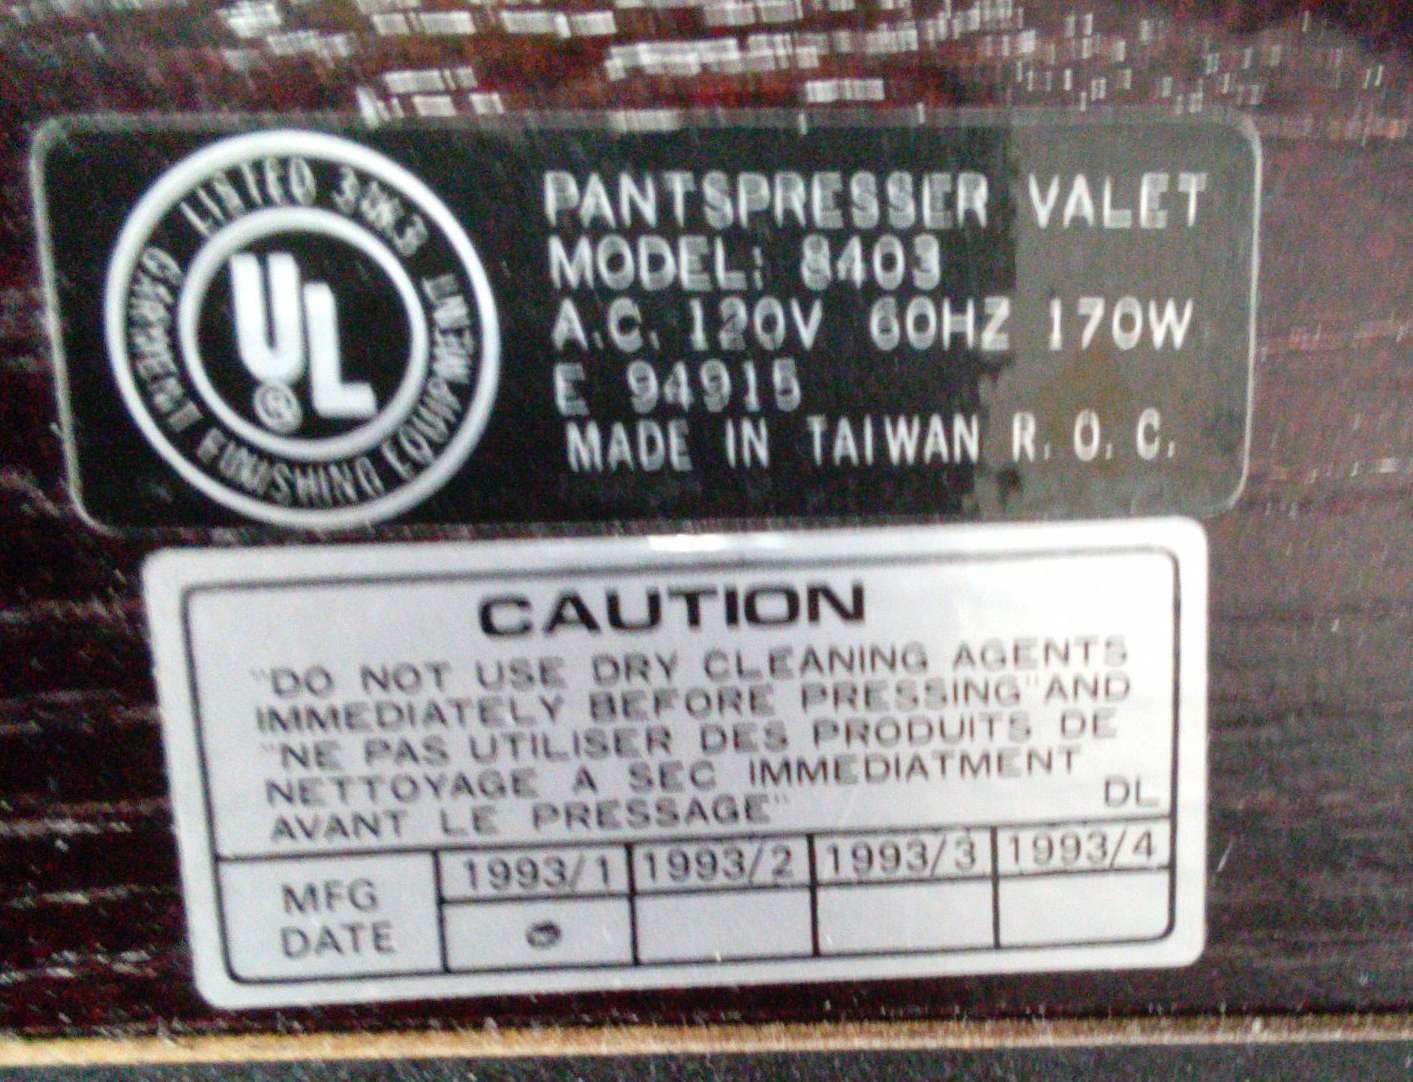 LISTED 30K3
GARMENT FINISHING EQUIPMENT
UL
®
PANTSPRESSER VALET
MODEL: 8403
A.C. 120V 60HZ 170W
E 94915
MADE IN TAIWAN R.O.C.
CAUTION
"DO NOT USE DRY CLEANING AGENTS
IMMEDIATELY BEFORE PRESSING" AND
"NE PAS UTILISER DES PRODUITS DE
NETTOYAGE A SEC IMMEDIATMENT
AVANT LE PRESSAGE"
DL
MFG DATE
1993/1 1993/2 1993/3 1993/4